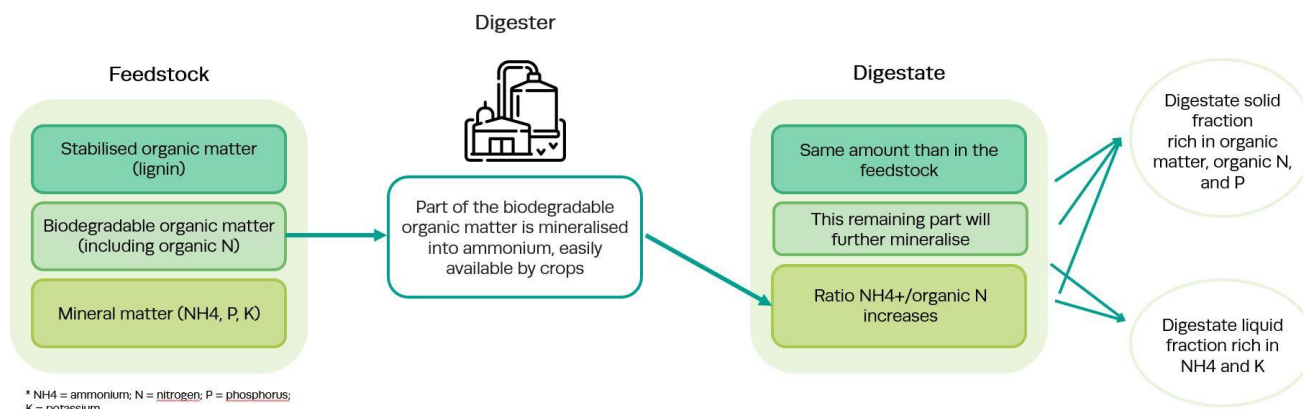 Digester
Feedstock
Stabilised organic matter
(lignin)
Biodegradable organic matter
(including organic N)
Mineral matter (NH4, P, K)
* NH4 = ammonium; N = nitrogen; P = phosphorus;
K = potassium
Part of the biodegradable
organic matter is mineralised
into ammonium, easily
available by crops
Digestate
Same amount than in the
feedstock
This remaining part will
further mineralise
Ratio NH4+/organic N
increases
Digestate solid
fraction
rich in organic
matter, organic N,
and P
Digestate liquid
fraction rich in
NH4 and K